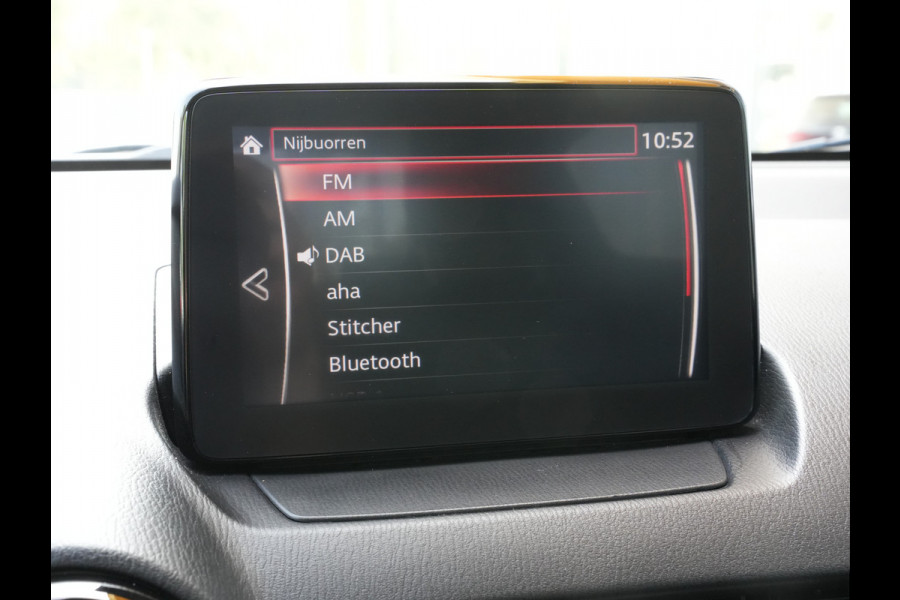 Nijbuorren 10:52
FM
AM
DAB
aha
Stitcher
Bluetooth